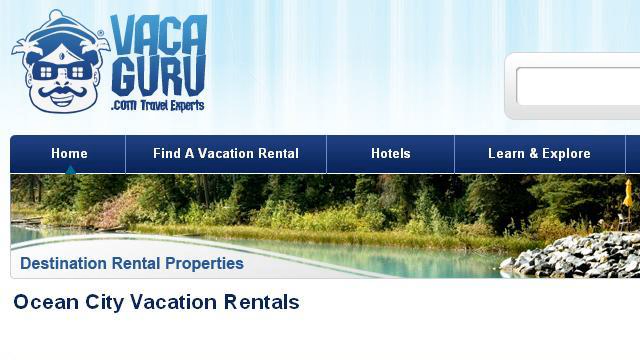 VACA
GURU
.com Travel Experts
Home
Find A Vacation Rental
Hotels
Learn & Explore
Destination Rental Properties
Ocean City Vacation Rentals